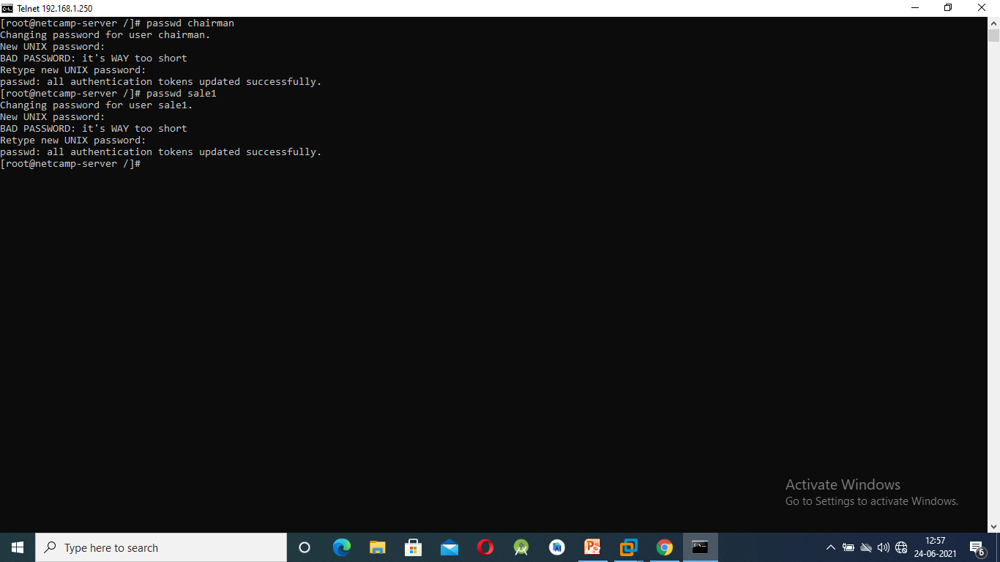 Telnet 192.168.1.250
[root@netcamp-server /]# passwd chairman
Changing password for user chairman.
New UNIX password:
BAD PASSWORD: it's WAY too short
Retype new UNIX password:
passwd: all authentication tokens updated successfully.
[root@netcamp-server /]# passwd sale1
Changing password for user sale1.
New UNIX password:
BAD PASSWORD: it's WAY too short
Retype new UNIX password:
passwd: all authentication tokens updated successfully.
[root@netcamp-server /]#
Activate Windows
Go to Settings to activate Windows.
Type here to search
12:57
24-06-2021
6